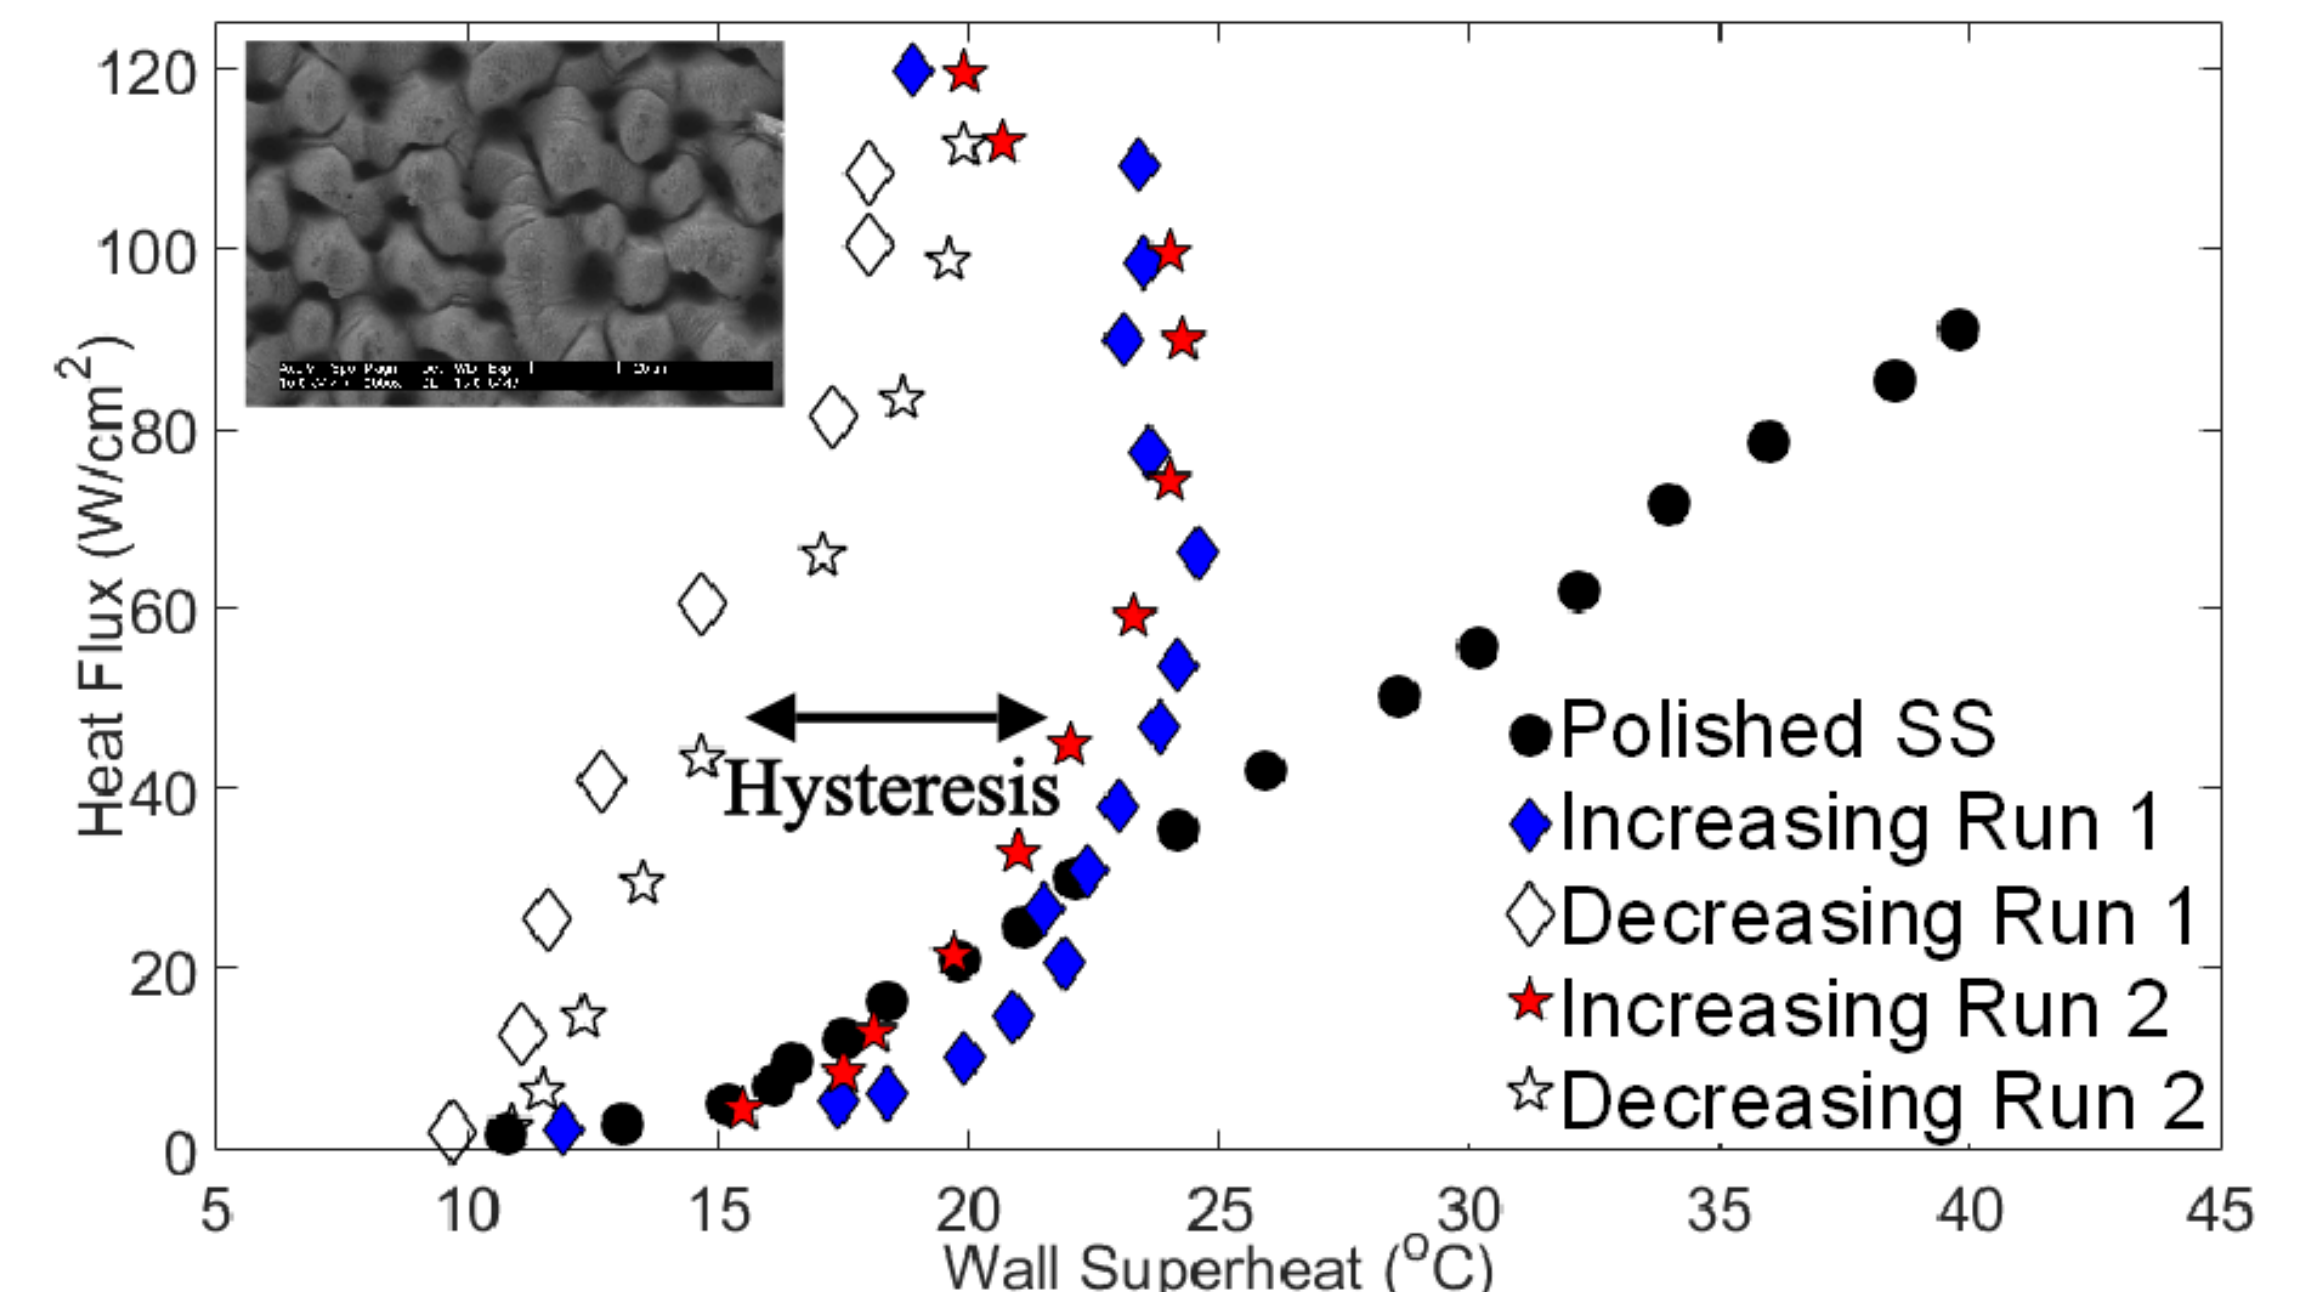 120
100
80
60
40
20
0
Heat Flux (W/cm²)
Hysteresis
Polished SS
Increasing Run 1
Decreasing Run 1
Increasing Run 2
Decreasing Run 2
5 10 15 20 25 30 35 40 45
Wall Superheat (°C)